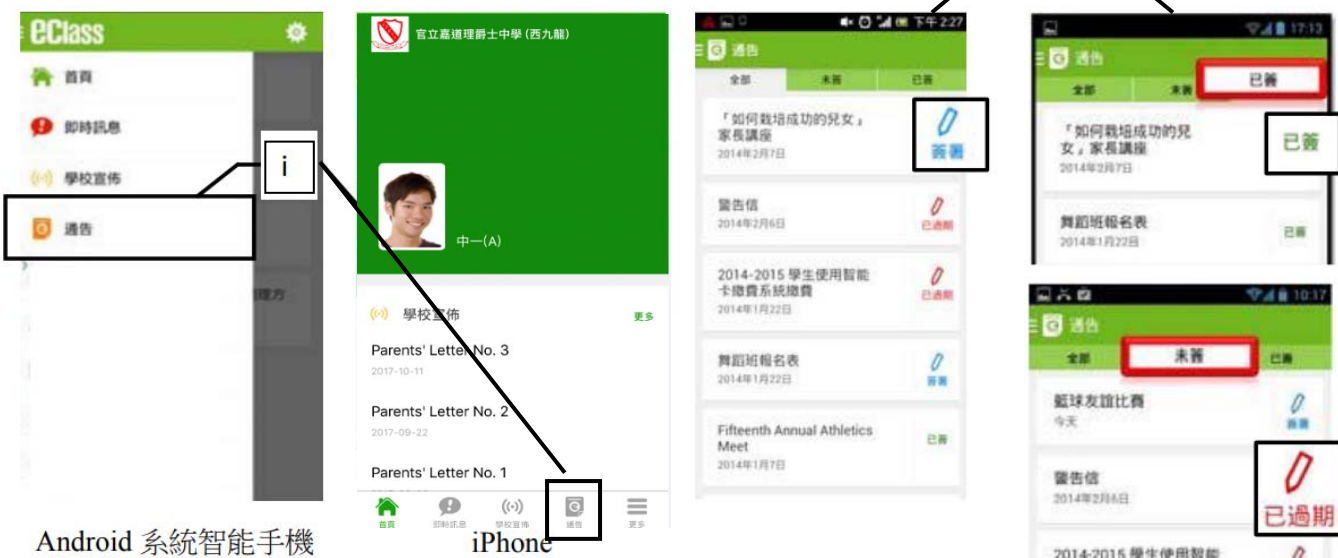 eClass
首頁
即時訊息
學校宣佈
通告
i
Android 系統智能手機
官立嘉道理爵士中學 (西九龍)
中一(A)
學校宣佈
更多
Parents' Letter No. 3
2017-10-11
Parents' Letter No. 2
2017-09-22
Parents' Letter No. 1
首頁
即時訊息
學校宣佈
通告
更多
iPhone
下午 2:27
通告
全部
未簽
已簽
「如何栽培成功的兒女」
家長講座
2014年2月7日
簽署
警告信
2014年2月6日
已過期
2014-2015 學生使用智能
卡繳費系統繳費
2014年1月22日
已過期
舞蹈班報名表
2014年1月22日
簽署
Fifteenth Annual Athletics
Meet
2014年1月7日
已簽
17:13
通告
全部
未簽
已簽
「如何栽培成功的兒
女」家長講座
2014年2月7日
已簽
舞蹈班報名表
2014年1月22日
已簽
10:17
通告
全部
未簽
已簽
籃球友誼比賽
今天
簽署
警告信
2014年2月6日
已過期
2014-2015 學生使用智能